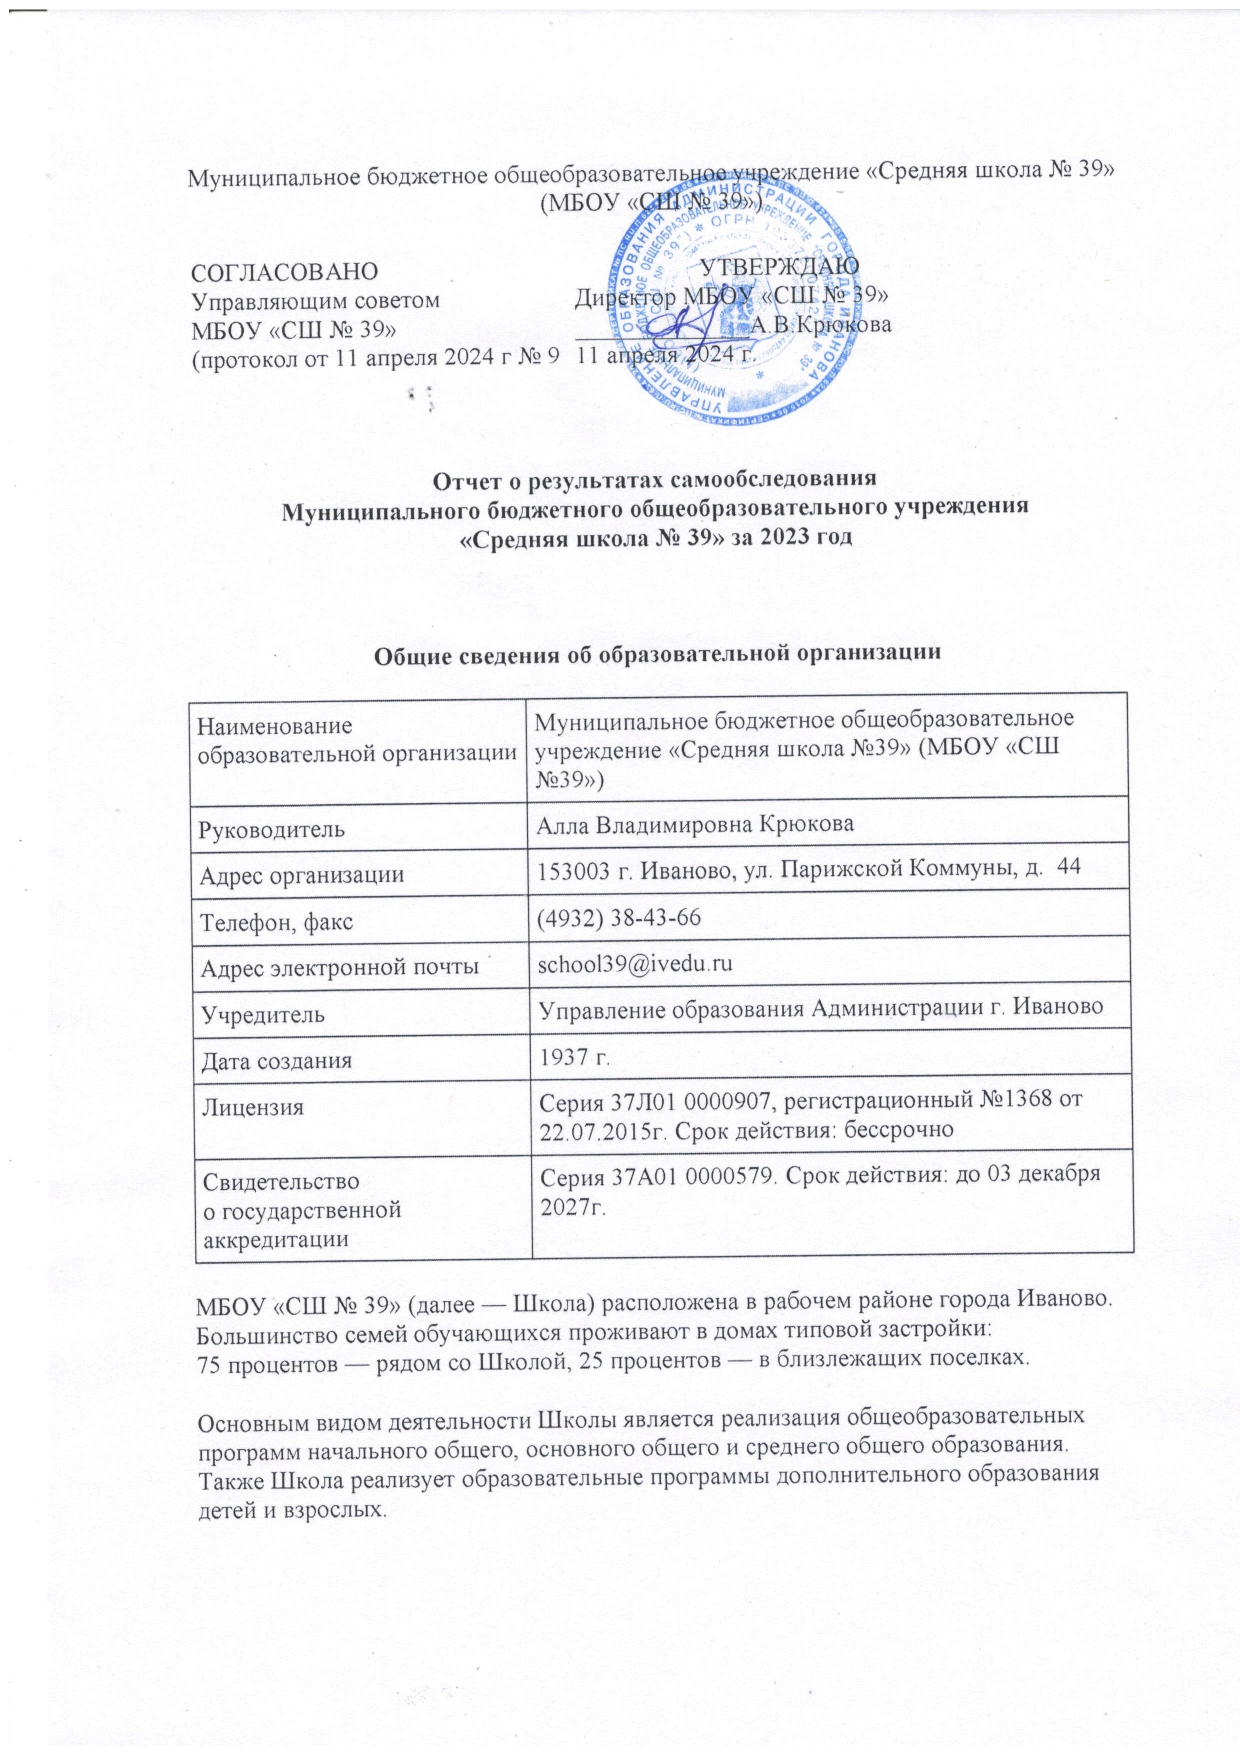 Муниципальное бюджетное общеобразовательное учреждение «Средняя школа № 39»
(МБОУ «СШ № 39»)
СОГЛАСОВАНО
Управляющим советом
МБОУ «СШ № 39»
(протокол от 11 апреля 2024 г № 9
УТВЕРЖДАЮ
Директор МБОУ «СШ № 39»
А.В.Крюкова
11 апреля 2024 г.
УПРАВЛЕНИЕ ОБРАЗОВАНИЯ АДМИНИСТРАЦИИ ГОРОДА ИВАНОВА
Отчет о результатах самообследования
Муниципального бюджетного общеобразовательного учреждения
«Средняя школа № 39» за 2023 год
Общие сведения об образовательной организации
Наименование
образовательной организации
Муниципальное бюджетное общеобразовательное
учреждение «Средняя школа №39» (МБОУ «СШ
№39»)
Руководитель
Алла Владимировна Крюкова
Адрес организации
153003 г. Иваново, ул. Парижской Коммуны, д. 44
Телефон, факс
(4932) 38-43-66
Адрес электронной почты
school39@ivedu.ru
Учредитель
Управление образования Администрации г. Иваново
Дата создания
1937 г.
Лицензия
Серия 37Л01 0000907, регистрационный №1368 от
22.07.2015г. Срок действия: бессрочно
Свидетельство
о государственной
аккредитации
Серия 37А01 0000579. Срок действия: до 03 декабря
2027г.
МБОУ «СШ № 39» (далее — Школа) расположена в рабочем районе города Иваново.
Большинство семей обучающихся проживают в домах типовой застройки:
75 процентов — рядом со Школой, 25 процентов — в близлежащих поселках.
Основным видом деятельности Школы является реализация общеобразовательных
программ начального общего, основного общего и среднего общего образования.
Также Школа реализует образовательные программы дополнительного образования
детей и взрослых.